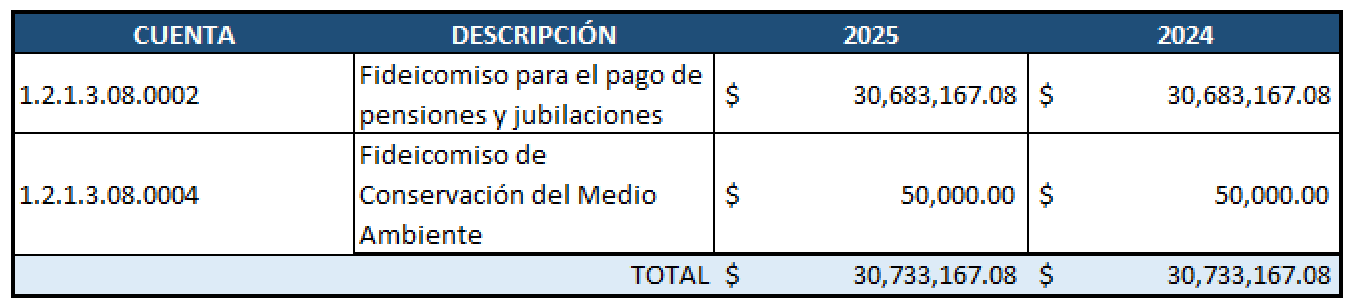 CUENTA DESCRIPCIÓN 2025 2024
1.2.1.3.08.0002 Fideicomiso para el pago de pensiones y jubilaciones $ 30,683,167.08 $ 30,683,167.08
1.2.1.3.08.0004 Fideicomiso de Conservación del Medio Ambiente $ 50,000.00 $ 50,000.00
TOTAL $ 30,733,167.08 $ 30,733,167.08